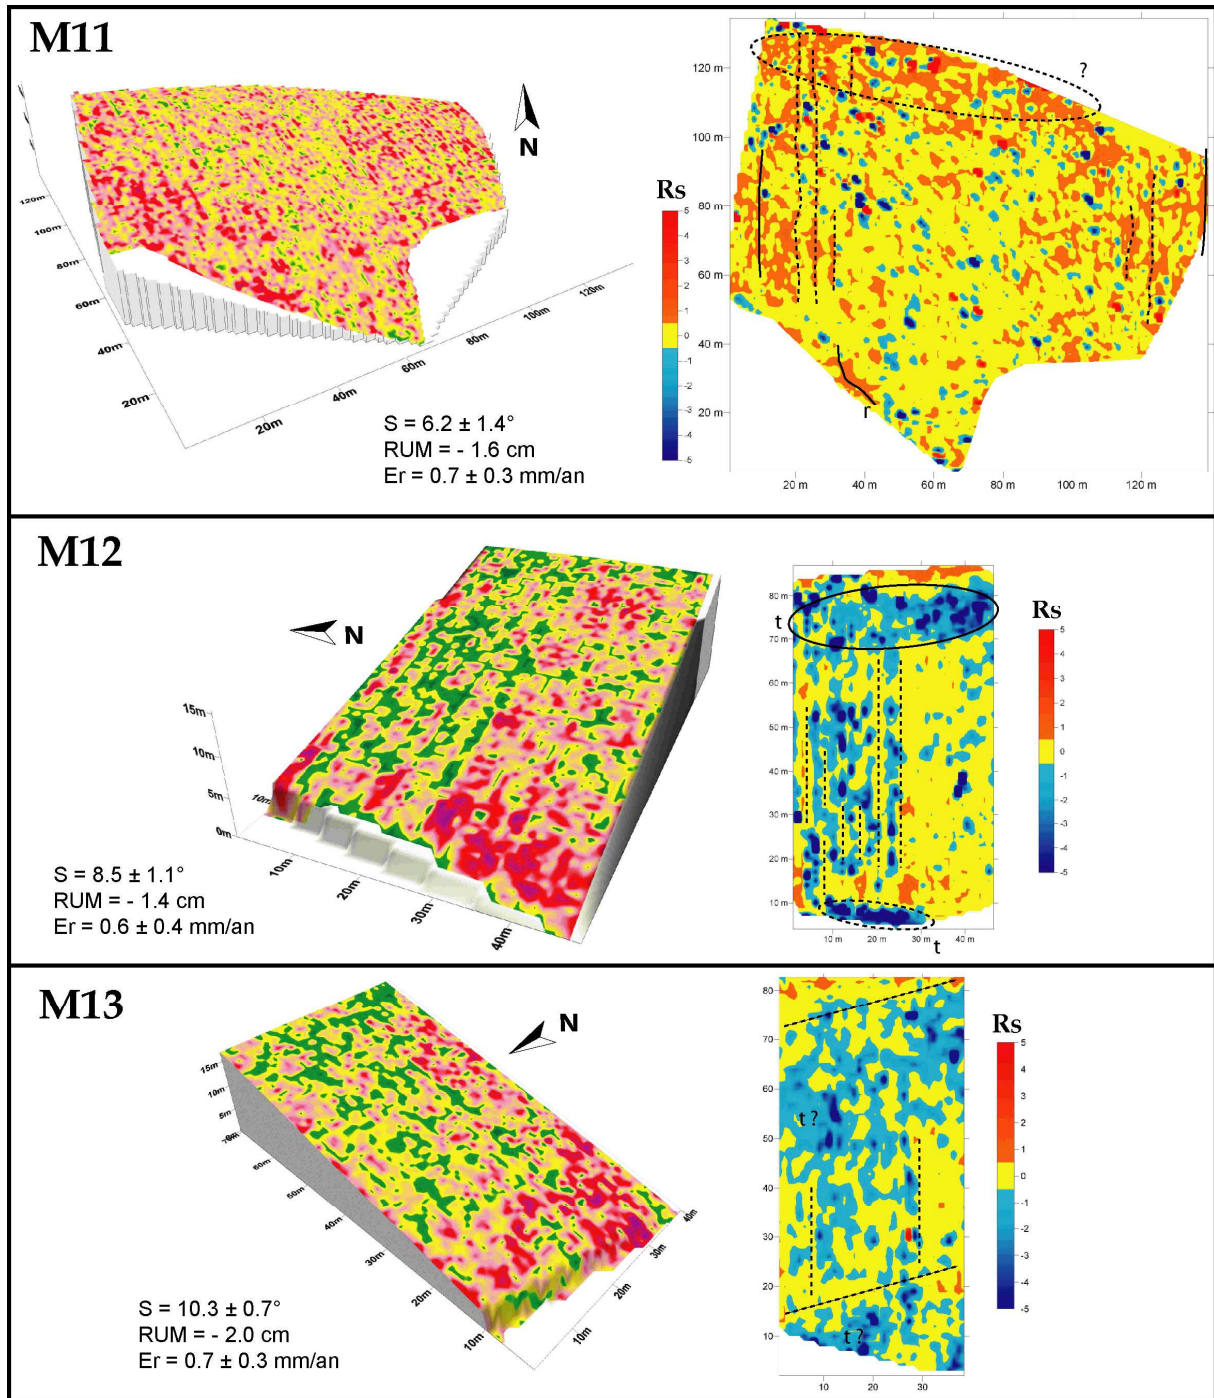 M11
N
120m
100m
80m
60m
40m
20m
20m
40m
60m
80m
100m
120m
S = 6.2 ± 1.4°
RUM = - 1.6 cm
Er = 0.7 ± 0.3 mm/an
Rs
5
4
3
2
1
0
-1
-2
-3
-4
-5
120 m
100 m
80 m
60 m
40 m
20 m
?
r
20 m
40 m
60 m
80 m
100 m
120 m
M12
N
15m
10m
5m
0m
10m
10m
20m
30m
40m
S = 8.5 ± 1.1°
RUM = - 1.4 cm
Er = 0.6 ± 0.4 mm/an
80 m
70 m
60 m
50 m
40 m
30 m
20 m
10 m
t
t
10 m
20 m
30 m
40 m
Rs
5
4
3
2
1
0
-1
-2
-3
-4
-5
M13
N
15m
10m
5m
60m
50m
40m
30m
20m
10m
10m
20m
30m
40m
S = 10.3 ± 0.7°
RUM = - 2.0 cm
Er = 0.7 ± 0.3 mm/an
80
70
60
50
40
30
20
10
t ?
t ?
10
20
30
Rs
5
4
3
2
1
0
-1
-2
-3
-4
-5